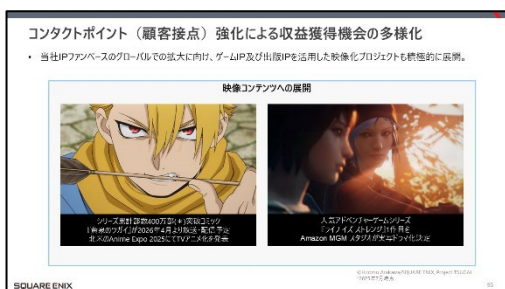 コンタクトポイント（顧客接点）強化による収益獲得機会の多様化
• 当社IPファンベースのグローバルでの拡大に向け、ゲームIP及び出版IPを活用した映像化プロジェクトも積極的に展開。
映像コンテンツへの展開
シリーズ累計部数400万部(*)突破コミック
『黄泉のツガイ』が2026年4月より放送・配信予定
北米のAnime Expo 2025にてTVアニメ化を発表
人気アドベンチャーゲームシリーズ
『ライフ イズ ストレンジ』1作目を
Amazon MGM スタジオが実写ドラマ化決定
©Hiromu Arakawa/SQUARE ENIX, Project TSUGAI
SQUARE ENIX